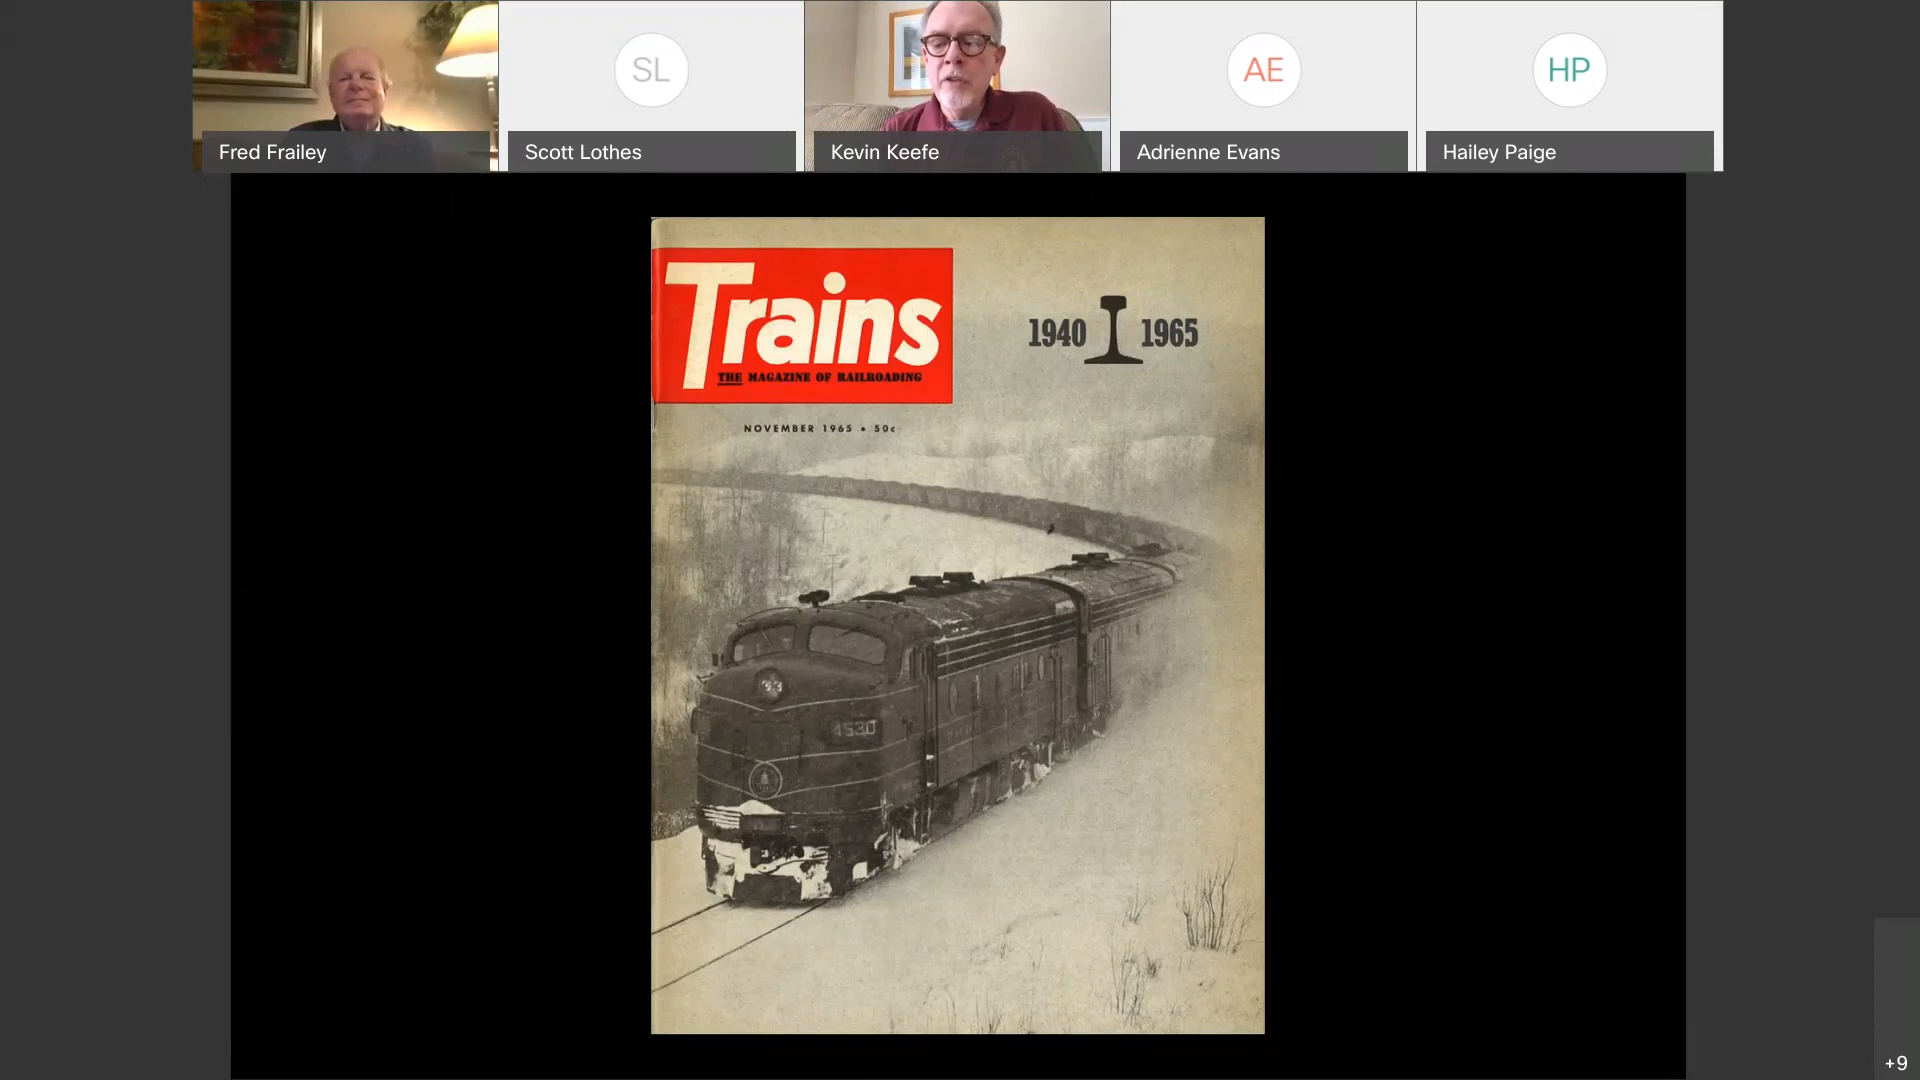 Fred Frailey
SL
Scott Lothes
Kevin Keefe
AE
Adrienne Evans
HP
Hailey Paige
Trains
THE MAGAZINE OF RAILROADING
1940 1965
NOVEMBER 1965 • 50c
4530
+9